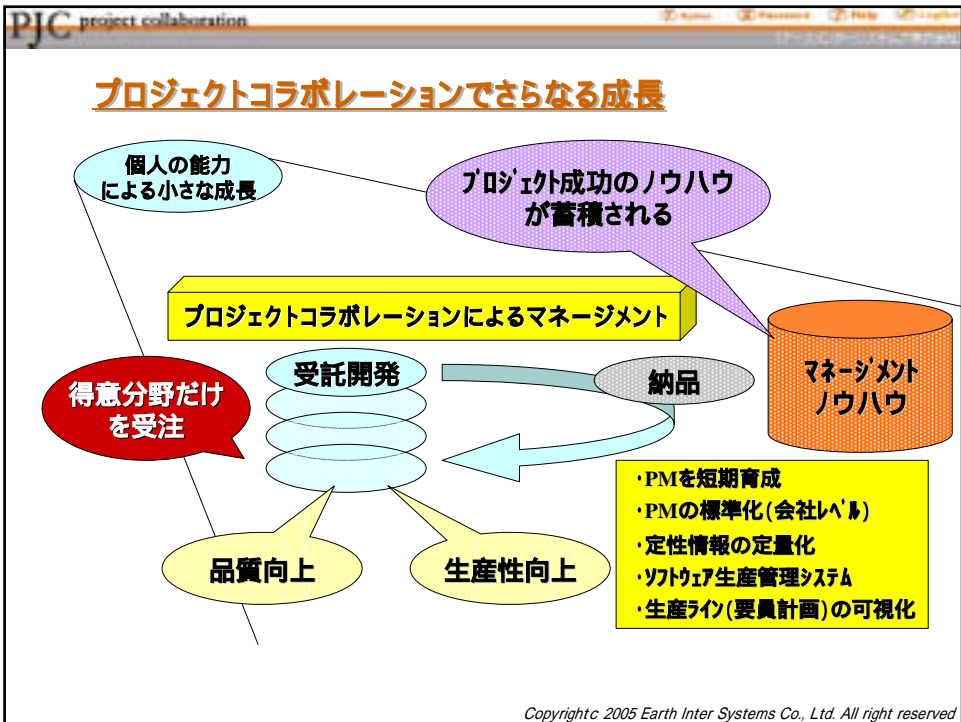 PJC project collaboration
Help
プロジェクトコラボレーションでさらなる成長
個人の能力
による小さな成長
プロジェクト成功のノウハウ
が蓄積される
プロジェクトコラボレーションによるマネージメント
得意分野だけ
を受注
受託開発
納品
マネージメント
ノウハウ
・PMを短期育成
・PMの標準化(会社レベル)
・定性情報の定量化
・ソフトウェア生産管理システム
・生産ライン(要員計画)の可視化
品質向上
生産性向上
Copyrightc 2005 Earth Inter Systems Co., Ltd. All right reserved